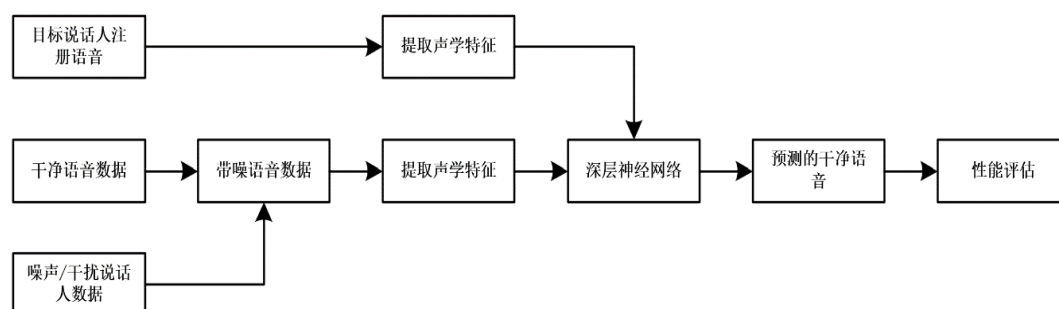 目标说话人注
册语音
提取声学特征
干净语音数据
带噪语音数据
提取声学特征
深层神经网络
预测的干净语
音
性能评估
噪声/干扰说话
人数据